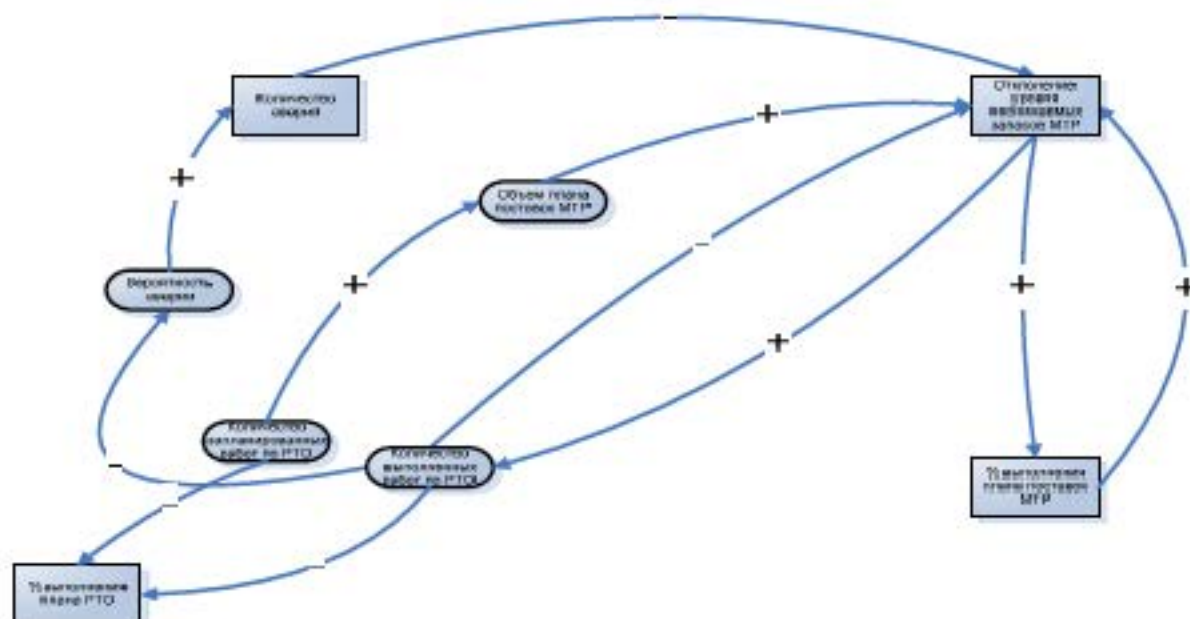 −
Количество
аварий
Отклонение
уровня
запасов МТР
+
Объем плана
поставок МТР
+
−
Вероятность
аварии
+
+
+
+
Количество
запланированных
работ по РТО
−
Количество
выполненных
работ по РТО
−
% выполнения
плана поставок
МТР
−
% выполнения
плана РТО